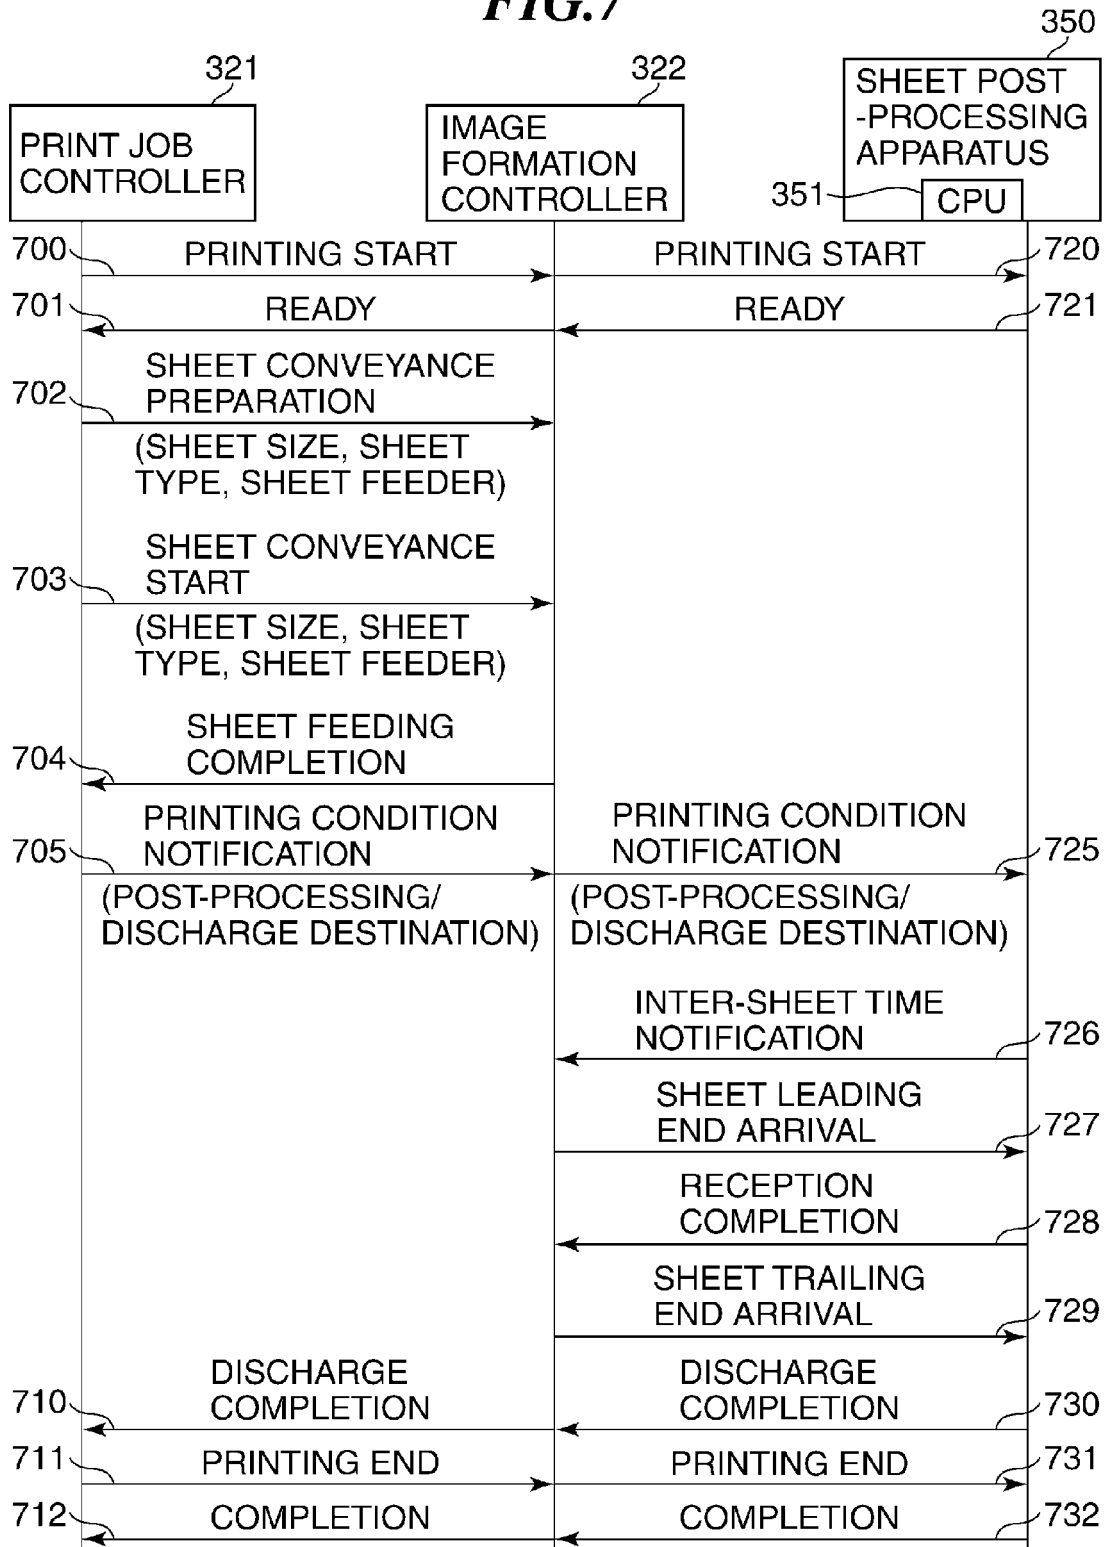 FIG.7
350
321
322
SHEET POST
-PROCESSING
APPARATUS
351
CPU
PRINT JOB
CONTROLLER
IMAGE
FORMATION
CONTROLLER
700
PRINTING START
PRINTING START
720
701
READY
READY
721
702
SHEET CONVEYANCE
PREPARATION
(SHEET SIZE, SHEET
TYPE, SHEET FEEDER)
703
SHEET CONVEYANCE
START
(SHEET SIZE, SHEET
TYPE, SHEET FEEDER)
704
SHEET FEEDING
COMPLETION
705
PRINTING CONDITION
NOTIFICATION
(POST-PROCESSING/
DISCHARGE DESTINATION)
PRINTING CONDITION
NOTIFICATION
725
(POST-PROCESSING/
DISCHARGE DESTINATION)
INTER-SHEET TIME
NOTIFICATION
726
SHEET LEADING
END ARRIVAL
727
RECEPTION
COMPLETION
728
SHEET TRAILING
END ARRIVAL
729
710
DISCHARGE
COMPLETION
DISCHARGE
COMPLETION
730
711
PRINTING END
PRINTING END
731
712
COMPLETION
COMPLETION
732